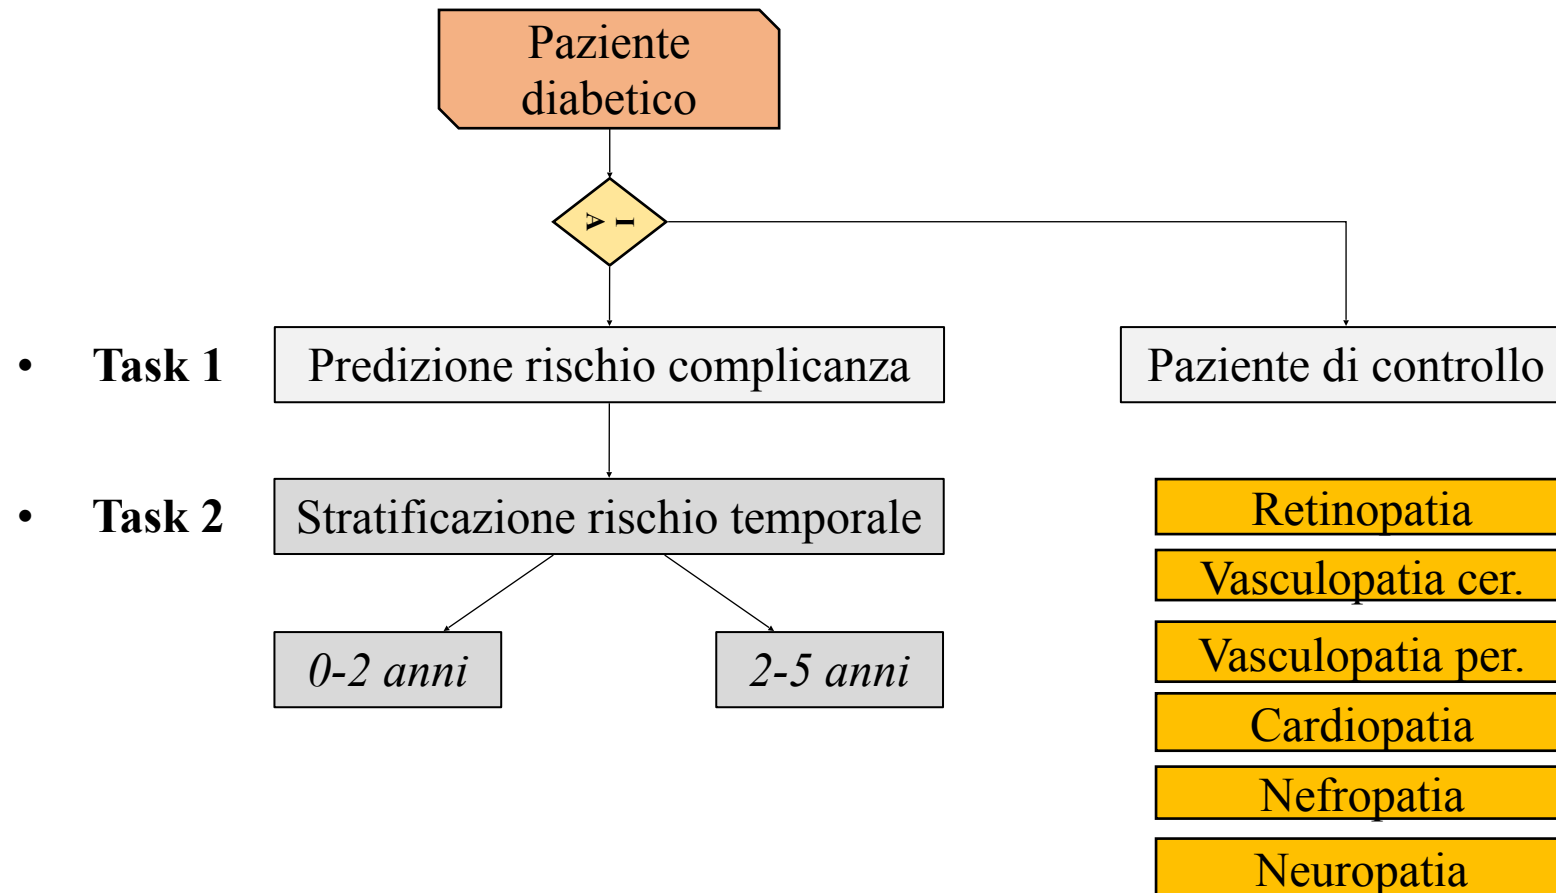 Paziente
diabetico
IA
• Task 1
Predizione rischio complicanza
Paziente di controllo
• Task 2
Stratificazione rischio temporale
0-2 anni
2-5 anni
Retinopatia
Vasculopatia cer.
Vasculopatia per.
Cardiopatia
Nefropatia
Neuropatia